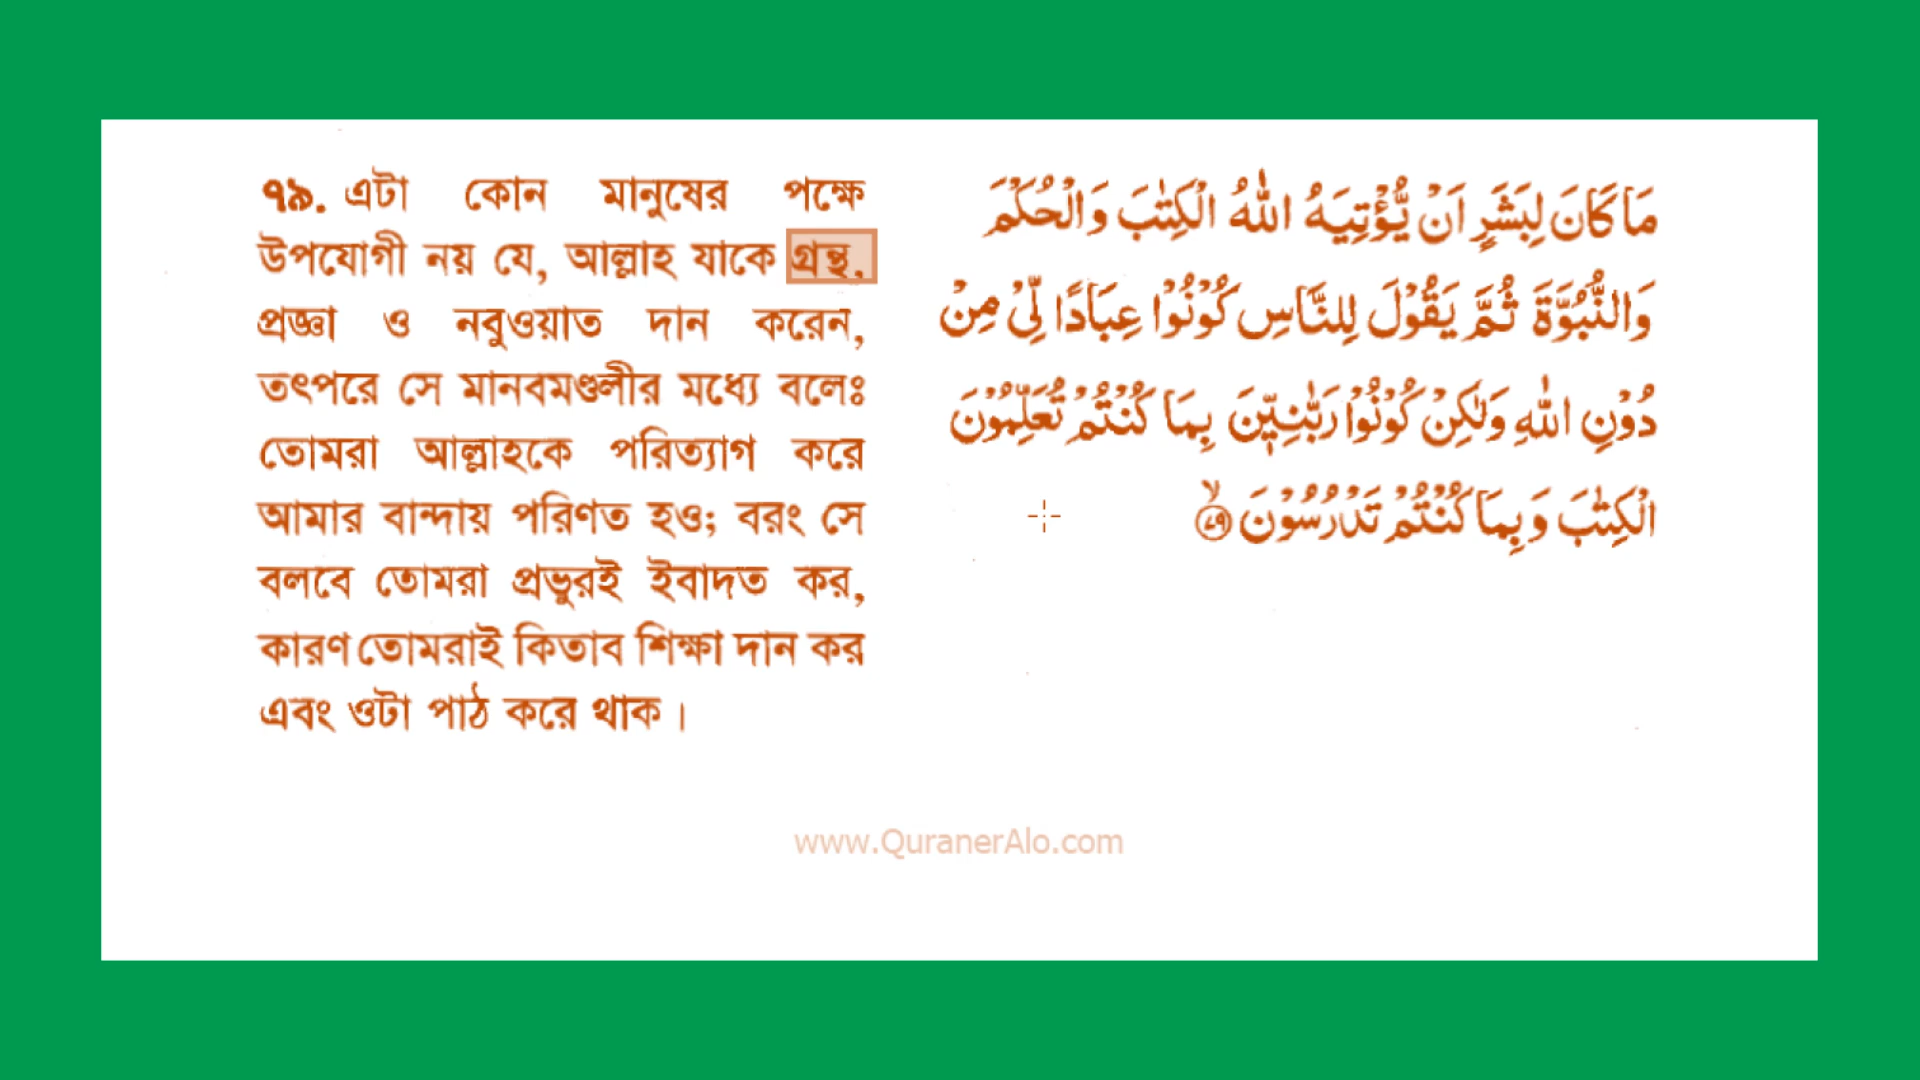 ৭৯. এটা কোন মানুষের পক্ষে
উপযোগী নয় যে, আল্লাহ যাকে গ্রন্থ,
প্রজ্ঞা ও নবুওয়াত দান করেন,
তৎপরে সে মানবমণ্ডলীর মধ্যে বলেঃ
তোমরা আল্লাহকে পরিত্যাগ করে
আমার বান্দায় পরিণত হও; বরং সে
বলবে তোমরা প্রভুরই ইবাদত কর,
কারণ তোমরাই কিতাব শিক্ষা দান কর
এবং ওটা পাঠ করে থাক।
مَا كَانَ لِبَشَرٍ اَنْ يُّؤْتِيَهُ اللّٰهُ الْكِتٰبَ وَالْحُكْمَ
وَالنُّبُوَّةَ ثُمَّ يَقُوْلَ لِلنَّاسِ كُوْنُوْا عِبَادًا لِّيْ مِنْ
دُوْنِ اللّٰهِ وَلٰكِنْ كُوْنُوْا رَبّٰنِيّٖنَ بِمَا كُنْتُمْ تُعَلِّمُوْنَ
الْكِتٰبَ وَبِمَا كُنْتُمْ تَدْرُسُوْنَ ۙ﴿٧٩﴾
www.QuranerAlo.com